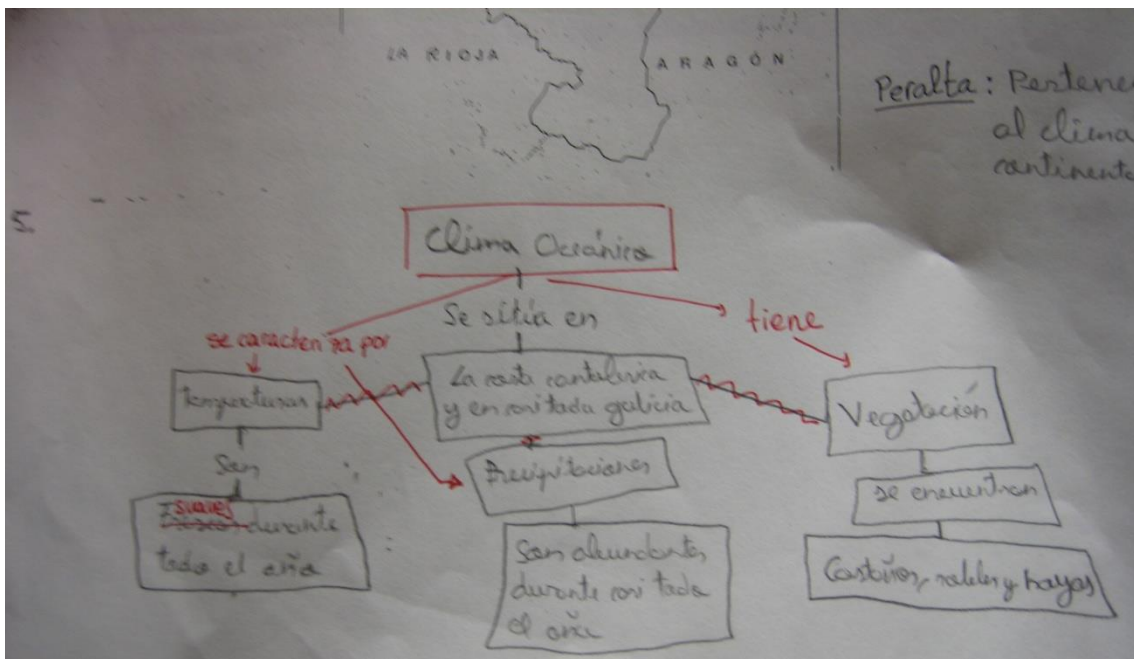 LA RIOJA
ARAGÓN
Peralta: Pertene
al clima
continent
5.
Clima Oceánico
Se sitúa en
tiene
se caracteriza por
temperaturas
La costa cantabrica
y en casi toda galicia
Vegetación
Son
Precipitaciones
se encuentran
suaves
durante
todo el año
Son abundantes
durante casi todo
el año
Castaños, robles y hayas